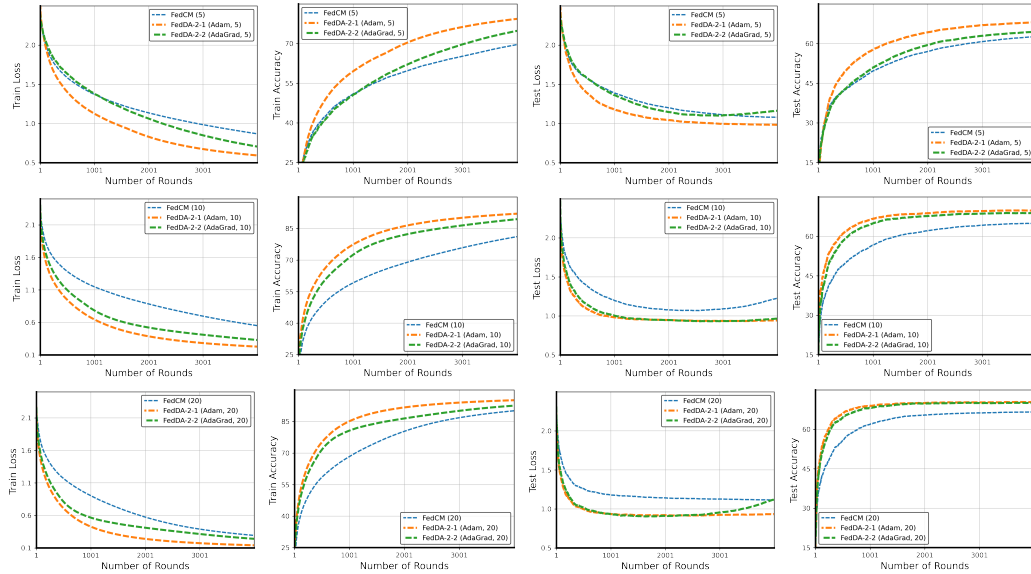 FedCM (5)
FedDA-2-1 (Adam, 5)
FedDA-2-2 (AdaGrad, 5)
2.0
1.5
1.0
0.5
Train Loss
1
1001
2001
3001
Number of Rounds
FedCM (5)
FedDA-2-1 (Adam, 5)
FedDA-2-2 (AdaGrad, 5)
70
55
40
25
Train Accuracy
1
1001
2001
3001
Number of Rounds
FedCM (5)
FedDA-2-1 (Adam, 5)
FedDA-2-2 (AdaGrad, 5)
2.0
1.5
1.0
0.5
Test Loss
1
1001
2001
3001
Number of Rounds
60
45
30
15
Test Accuracy
FedCM (5)
FedDA-2-1 (Adam, 5)
FedDA-2-2 (AdaGrad, 5)
1
1001
2001
3001
Number of Rounds
FedCM (10)
FedDA-2-1 (Adam, 10)
FedDA-2-2 (AdaGrad, 10)
2.1
1.6
1.1
0.6
0.1
Train Loss
1
1001
2001
3001
Number of Rounds
85
70
55
40
25
Train Accuracy
FedCM (10)
FedDA-2-1 (Adam, 10)
FedDA-2-2 (AdaGrad, 10)
1
1001
2001
3001
Number of Rounds
FedCM (10)
FedDA-2-1 (Adam, 10)
FedDA-2-2 (AdaGrad, 10)
2.0
1.5
1.0
0.5
Test Loss
1
1001
2001
3001
Number of Rounds
60
45
30
15
Test Accuracy
FedCM (10)
FedDA-2-1 (Adam, 10)
FedDA-2-2 (AdaGrad, 10)
1
1001
2001
3001
Number of Rounds
FedCM (20)
FedDA-2-1 (Adam, 20)
FedDA-2-2 (AdaGrad, 20)
2.1
1.6
1.1
0.6
0.1
Train Loss
1
1001
2001
3001
Number of Rounds
85
70
55
40
25
Train Accuracy
FedCM (20)
FedDA-2-1 (Adam, 20)
FedDA-2-2 (AdaGrad, 20)
1
1001
2001
3001
Number of Rounds
FedCM (20)
FedDA-2-1 (Adam, 20)
FedDA-2-2 (AdaGrad, 20)
2.0
1.5
1.0
0.5
Test Loss
1
1001
2001
3001
Number of Rounds
60
45
30
15
Test Accuracy
FedCM (20)
FedDA-2-1 (Adam, 20)
FedDA-2-2 (AdaGrad, 20)
1
1001
2001
3001
Number of Rounds